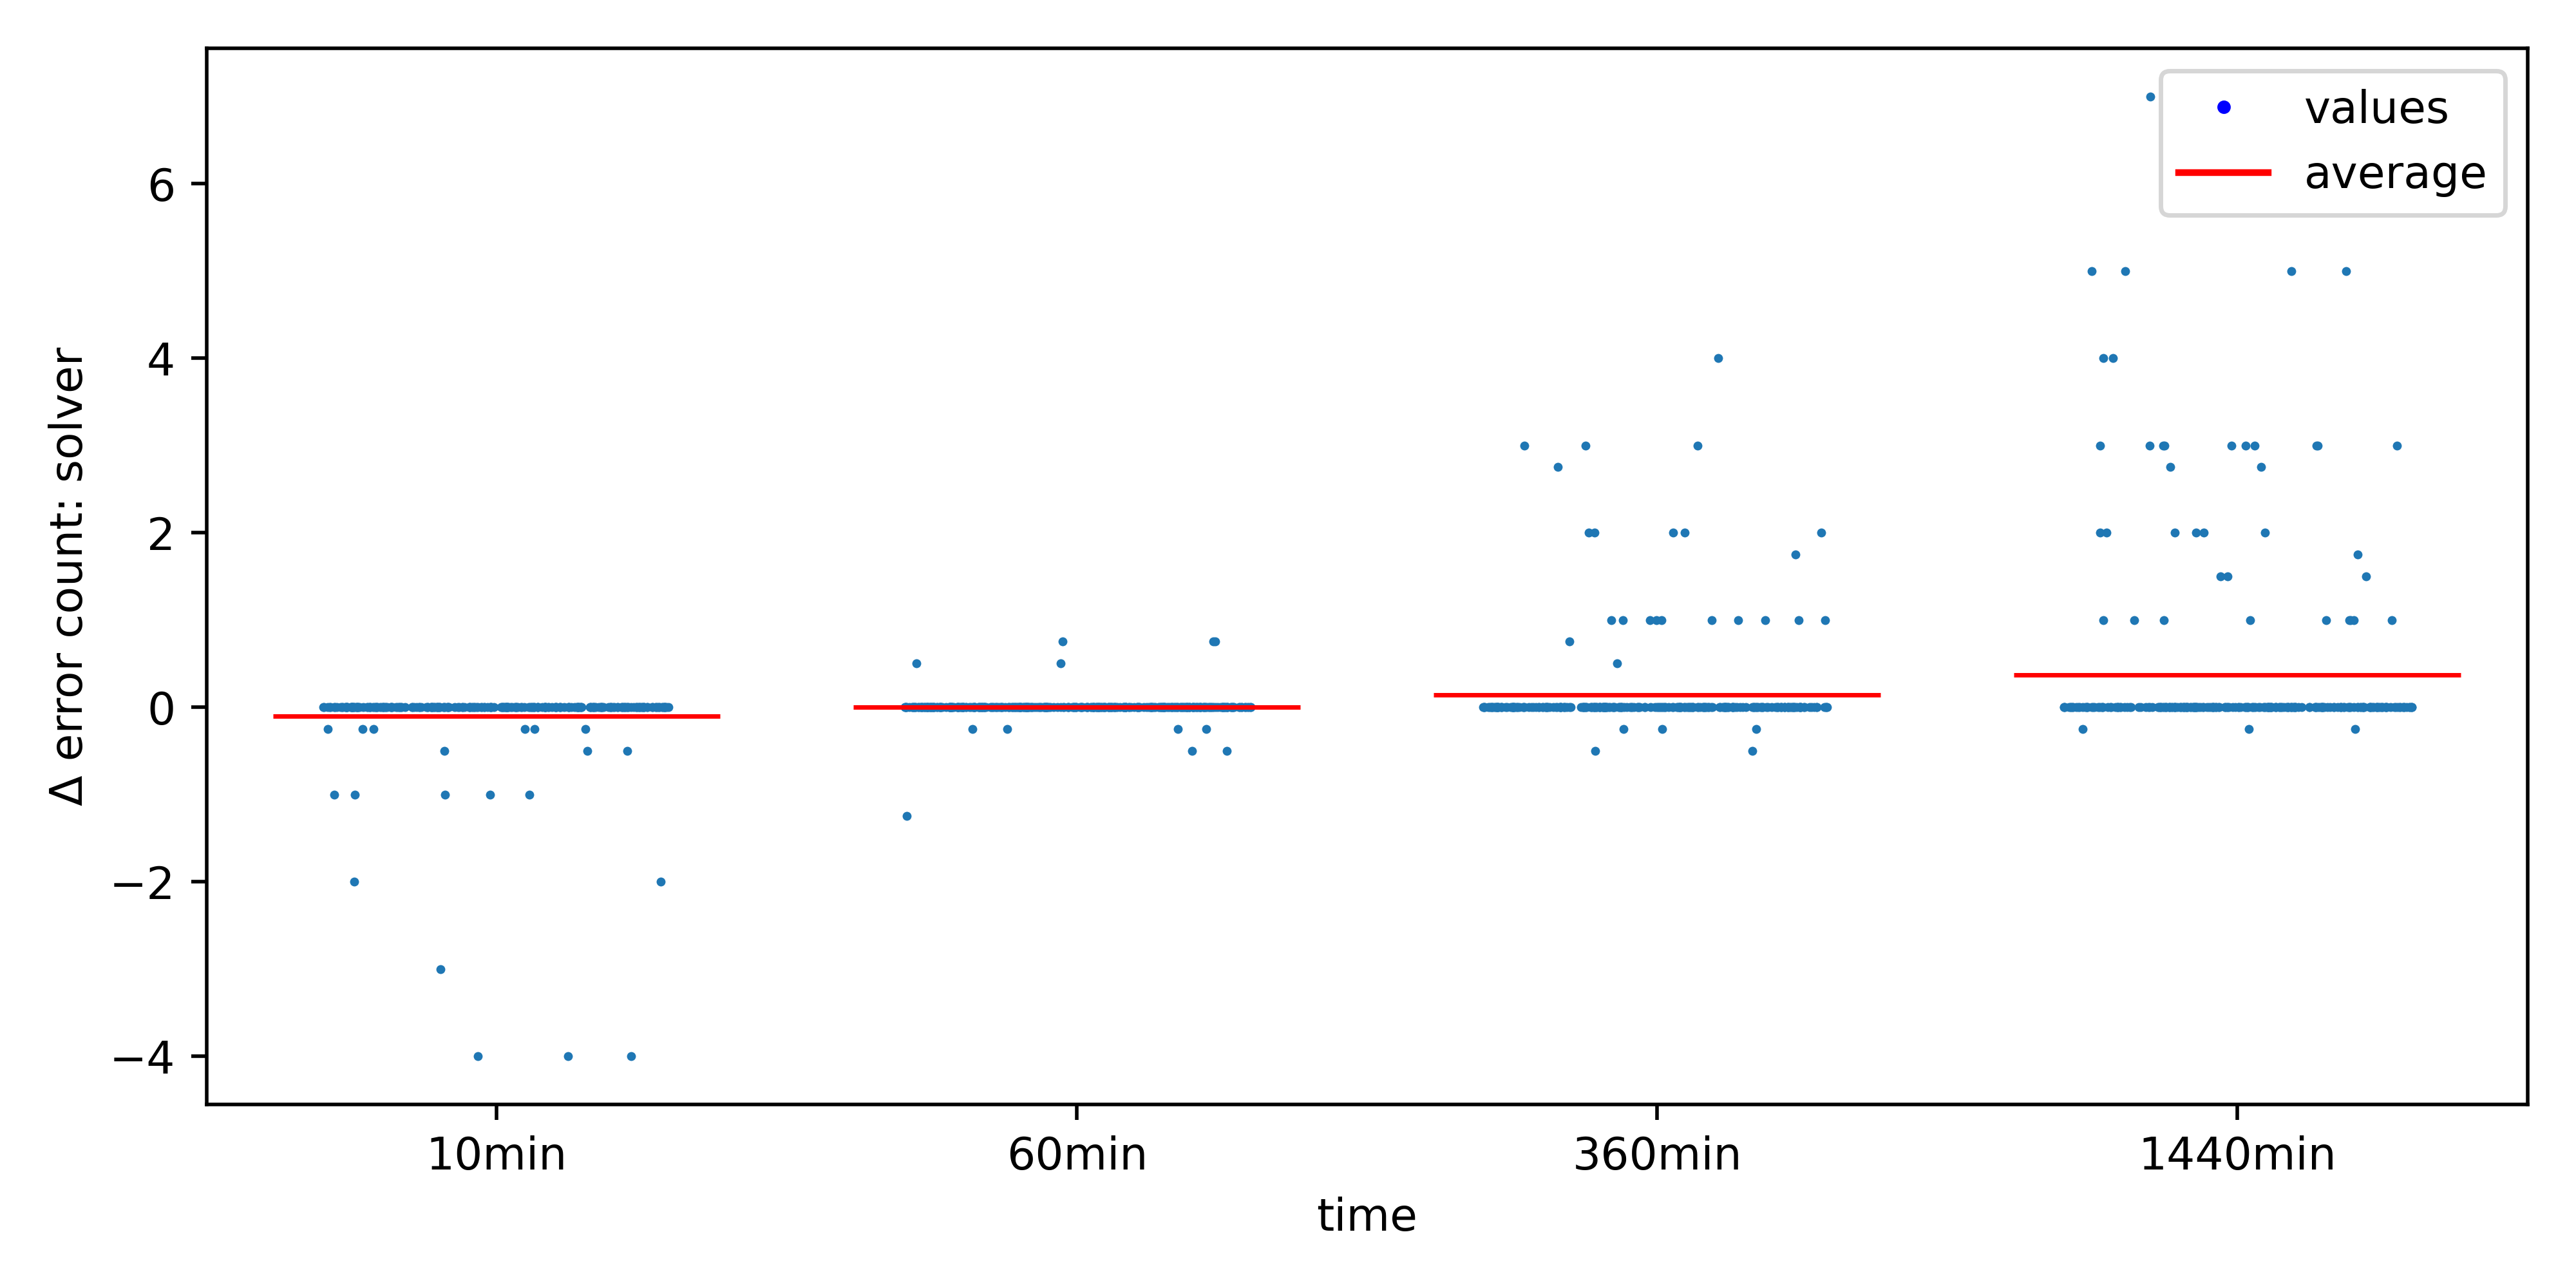 values
average
6
4
2
0
−2
−4
Δ error count: solver
10min
60min
360min
1440min
time